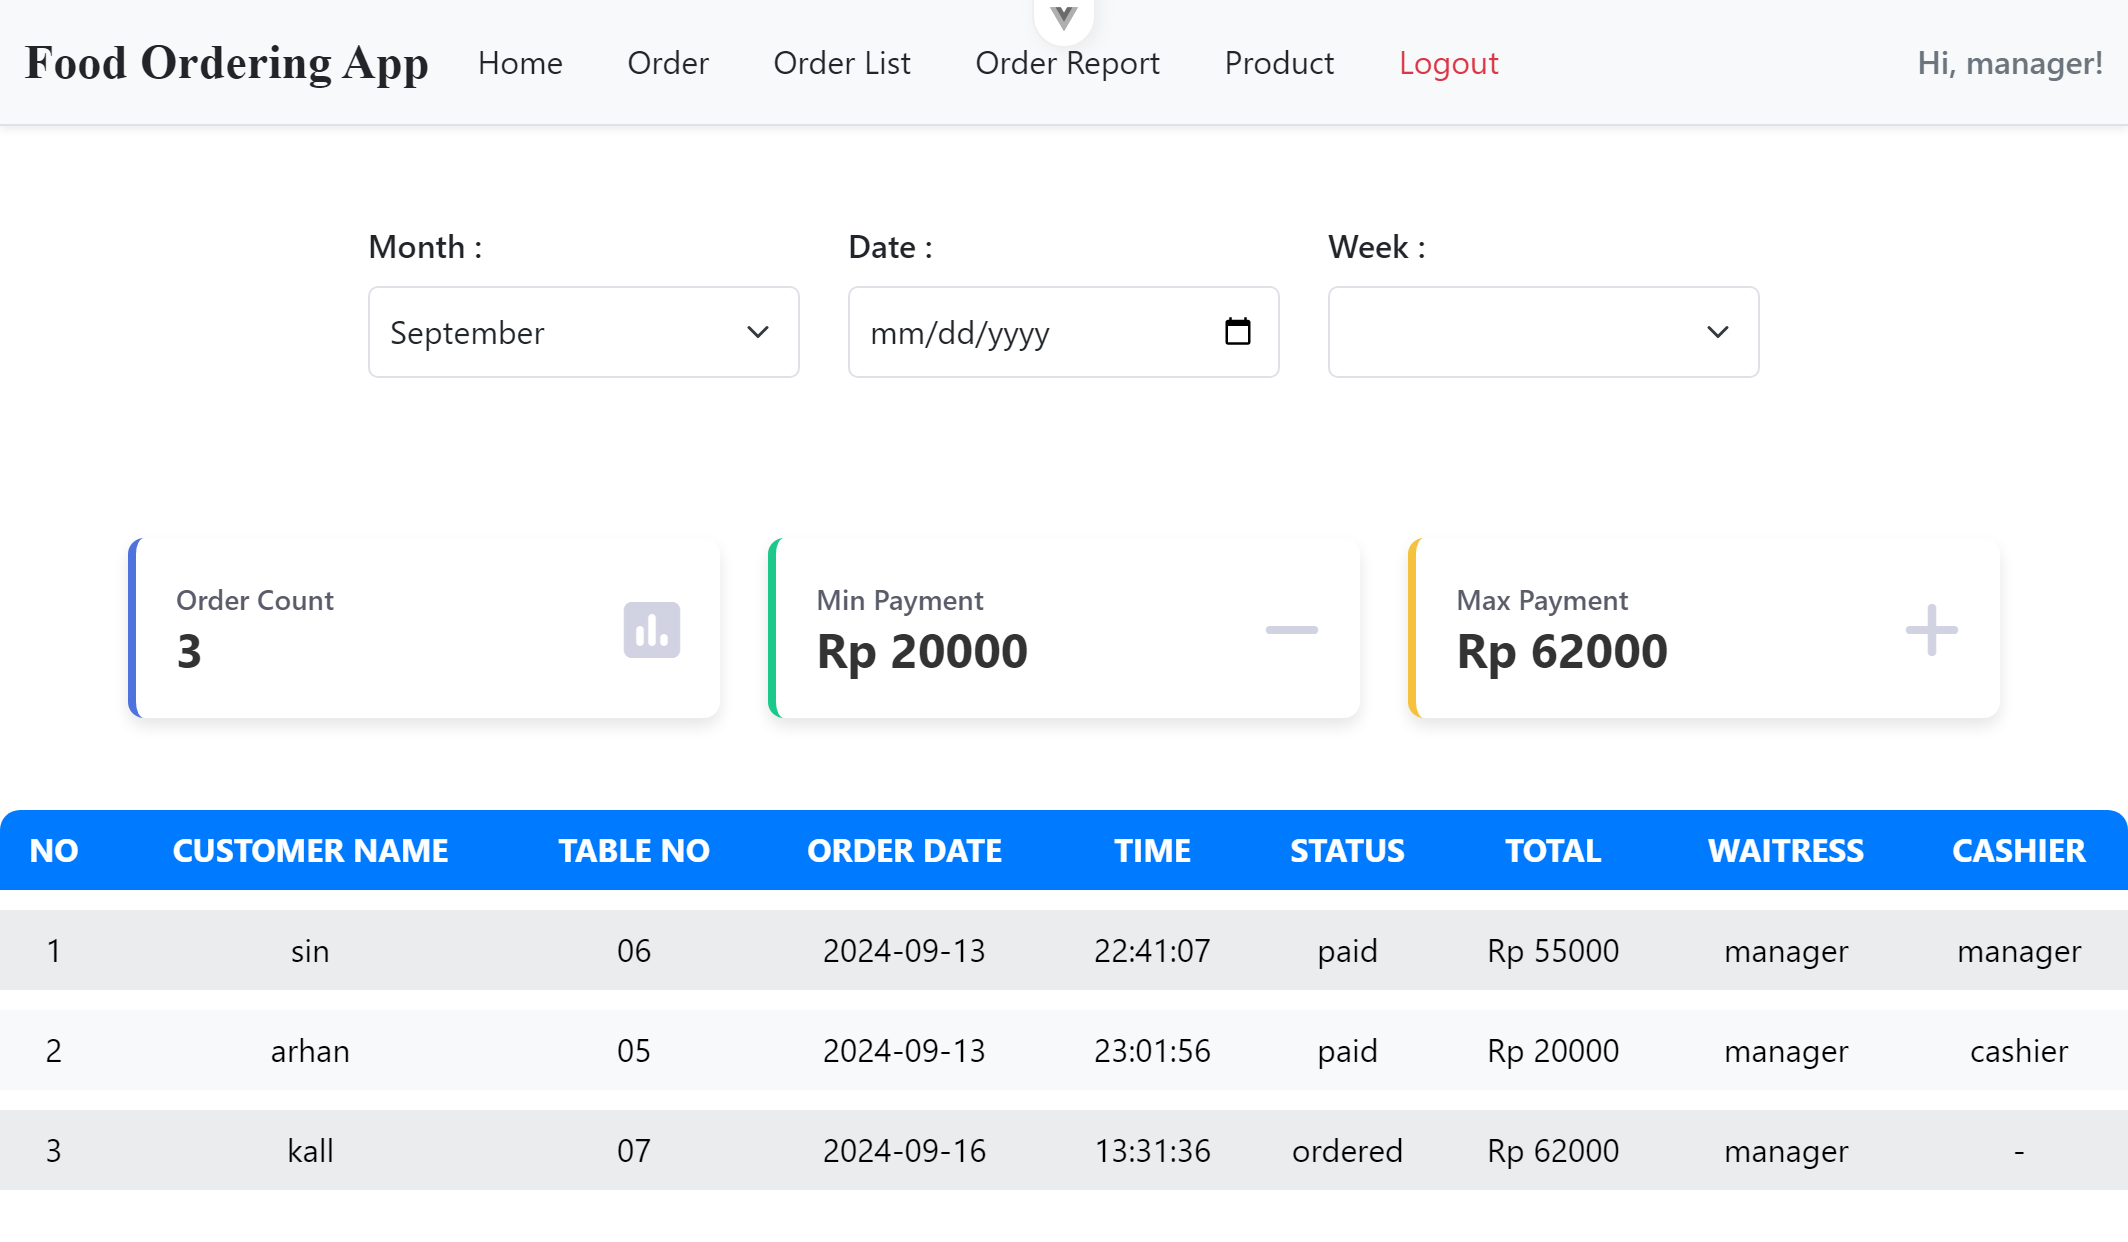 Food Ordering App Home Order Order List Order Report Product Logout Hi, manager!
Month : Date : Week :
September mm/dd/yyyy
Order Count Min Payment Max Payment
3 Rp 20000 Rp 62000
NO CUSTOMER NAME TABLE NO ORDER DATE TIME STATUS TOTAL WAITRESS CASHIER
1 sin 06 2024-09-13 22:41:07 paid Rp 55000 manager manager
2 arhan 05 2024-09-13 23:01:56 paid Rp 20000 manager cashier
3 kall 07 2024-09-16 13:31:36 ordered Rp 62000 manager -